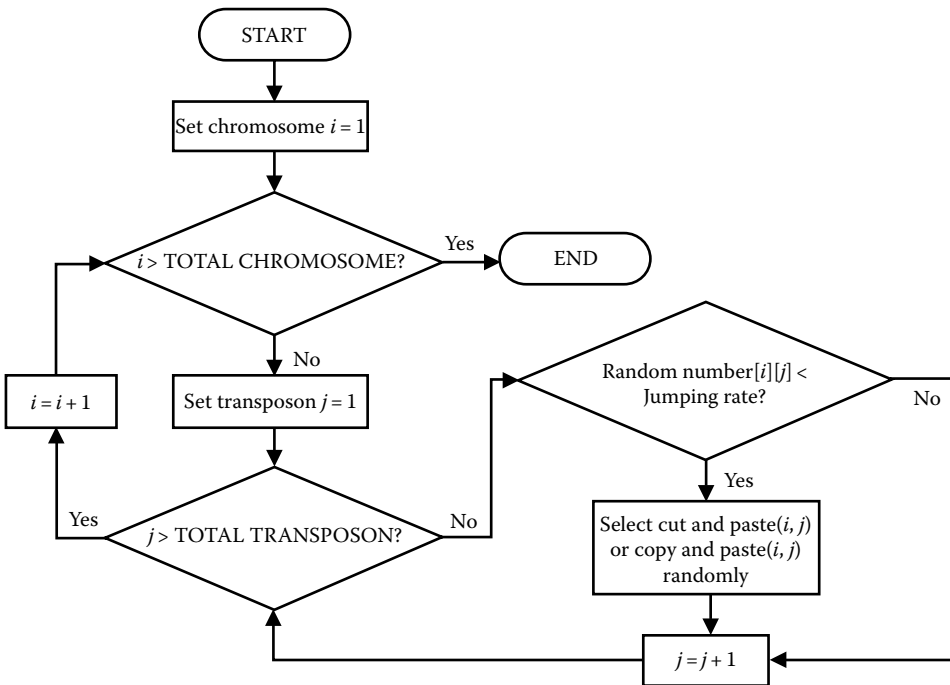 START
Set chromosome i = 1
i > TOTAL CHROMOSOME?
Yes
END
No
i = i + 1
Set transposon j = 1
Random number[i][j] <
Jumping rate?
No
Yes
j > TOTAL TRANSPOSON?
Yes
No
Select cut and paste(i, j)
or copy and paste(i, j)
randomly
j = j + 1